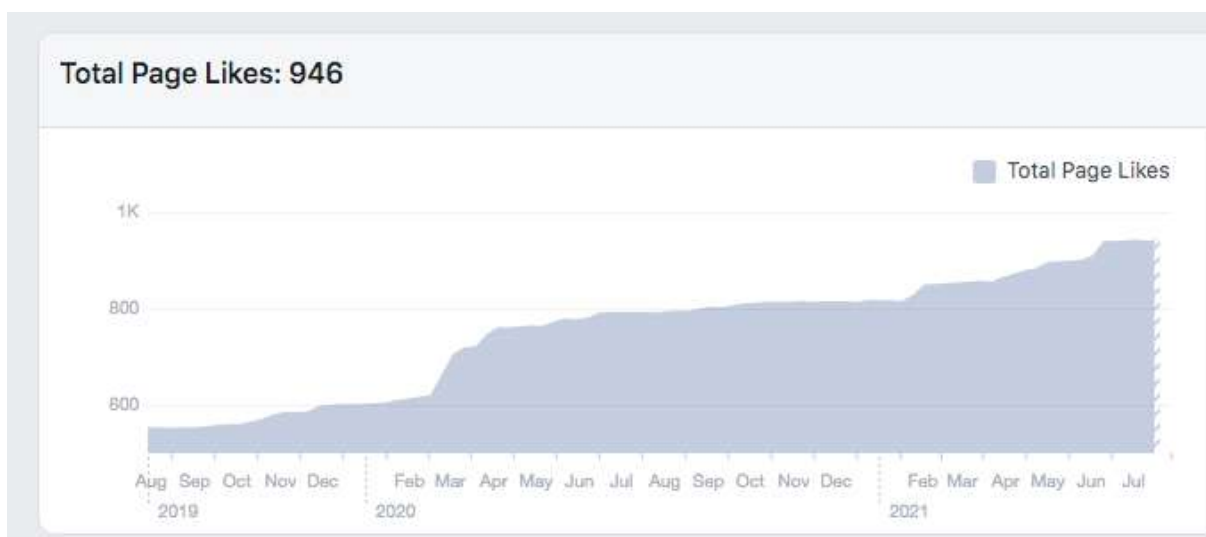 Total Page Likes: 946
Total Page Likes
1K
800
600
Aug Sep Oct Nov Dec Feb Mar Apr May Jun Jul Aug Sep Oct Nov Dec Feb Mar Apr May Jun Jul
2019 2020 2021